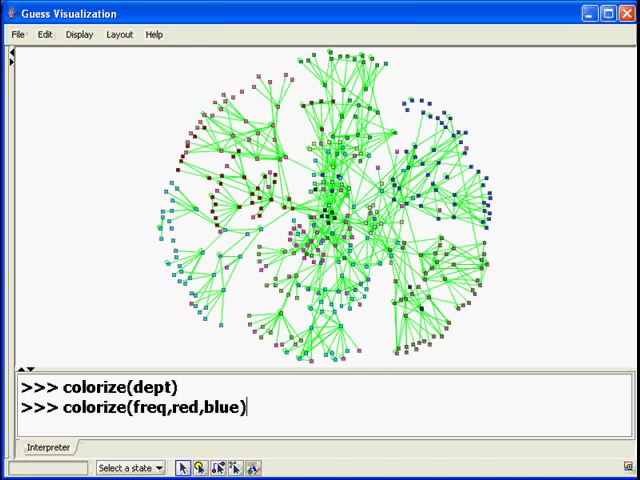 Guess Visualization
File Edit Display Layout Help
>>> colorize(dept)
>>> colorize(freq,red,blue)
Interpreter
Select a state